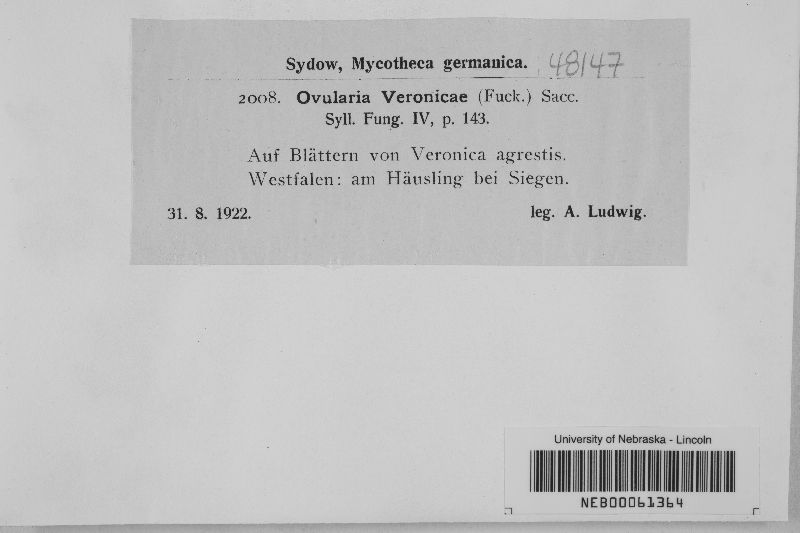 Sydow, Mycotheca germanica. 48147
2008. Ovularia Veronicae (Fuck.) Sacc.
Syll. Fung. IV, p. 143.
Auf Blättern von Veronica agrestis.
Westfalen: am Häusling bei Siegen.
31. 8. 1922. leg. A. Ludwig.
University of Nebraska - Lincoln
NEB00061364